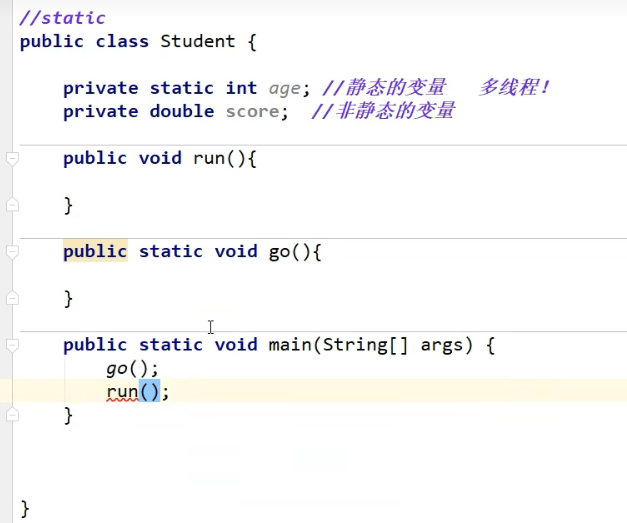 //static
public class Student {
private static int age; //静态的变量 多线程!
private double score; //非静态的变量
public void run(){
}
public static void go(){
}
public static void main(String[] args) {
go();
run();
}
}